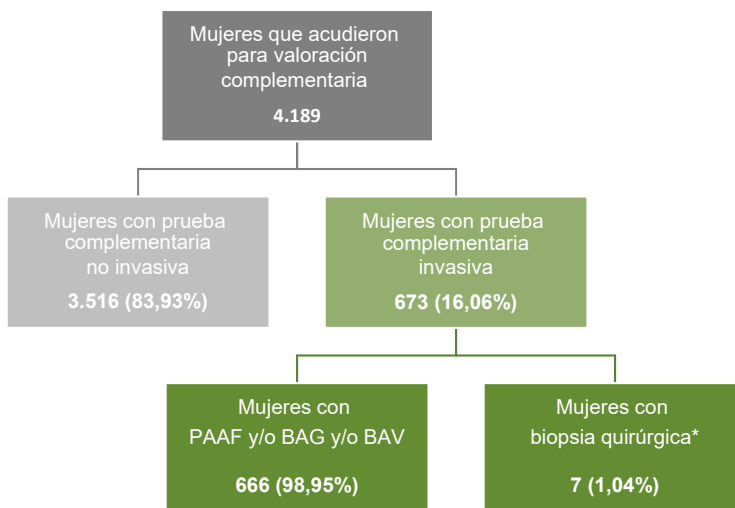 Mujeres que acudieron
para valoración
complementaria
4.189
Mujeres con prueba
complementaria
no invasiva
3.516 (83,93%)
Mujeres con prueba
complementaria
invasiva
673 (16,06%)
Mujeres con
PAAF y/o BAG y/o BAV
666 (98,95%)
Mujeres con
biopsia quirúrgica*
7 (1,04%)